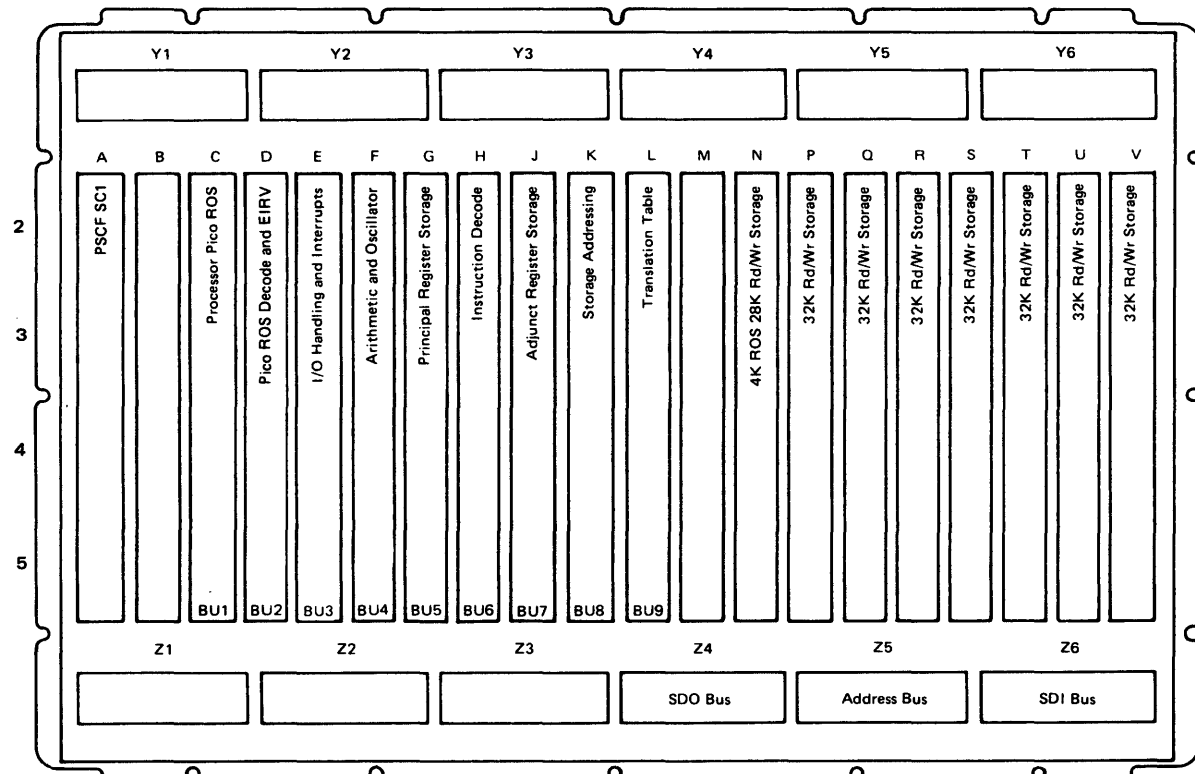 Y1 Y2 Y3 Y4 Y5 Y6
A B C D E F G H J K L M N P Q R S T U V
2
3
4
5
PSCF SC1
Processor Pico ROS
Pico ROS Decode and EIRV
I/O Handling and Interrupts
Arithmetic and Oscillator
Principal Register Storage
Instruction Decode
Adjunct Register Storage
Storage Addressing
Translation Table
4K ROS 28K Rd/Wr Storage
32K Rd/Wr Storage
32K Rd/Wr Storage
32K Rd/Wr Storage
32K Rd/Wr Storage
32K Rd/Wr Storage
32K Rd/Wr Storage
32K Rd/Wr Storage
BU1 BU2 BU3 BU4 BU5 BU6 BU7 BU8 BU9
Z1 Z2 Z3 Z4 Z5 Z6
SDO Bus Address Bus SDI Bus